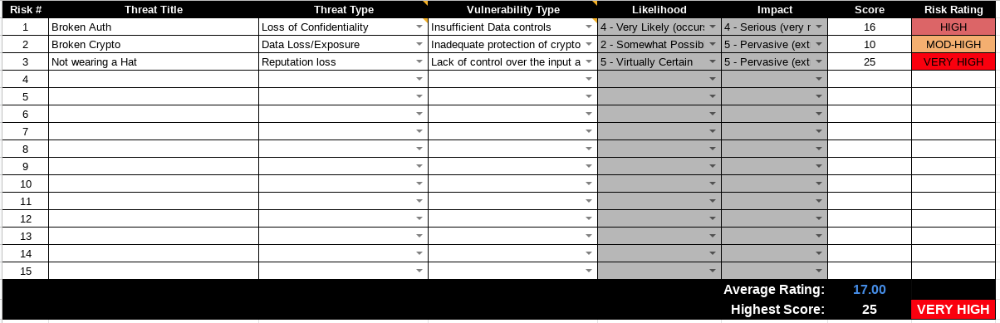 Risk # Threat Title Threat Type Vulnerability Type Likelihood Impact Score Risk Rating
1 Broken Auth Loss of Confidentiality Insufficient Data controls 4 - Very Likely (occurs 4 - Serious (very r 16 HIGH
2 Broken Crypto Data Loss/Exposure Inadequate protection of crypto 2 - Somewhat Possib 5 - Pervasive (ext 10 MOD-HIGH
3 Not wearing a Hat Reputation loss Lack of control over the input a 5 - Virtually Certain 5 - Pervasive (ext 25 VERY HIGH
4
5
6
7
8
9
10
11
12
13
14
15
Average Rating: 17.00
Highest Score: 25 VERY HIGH